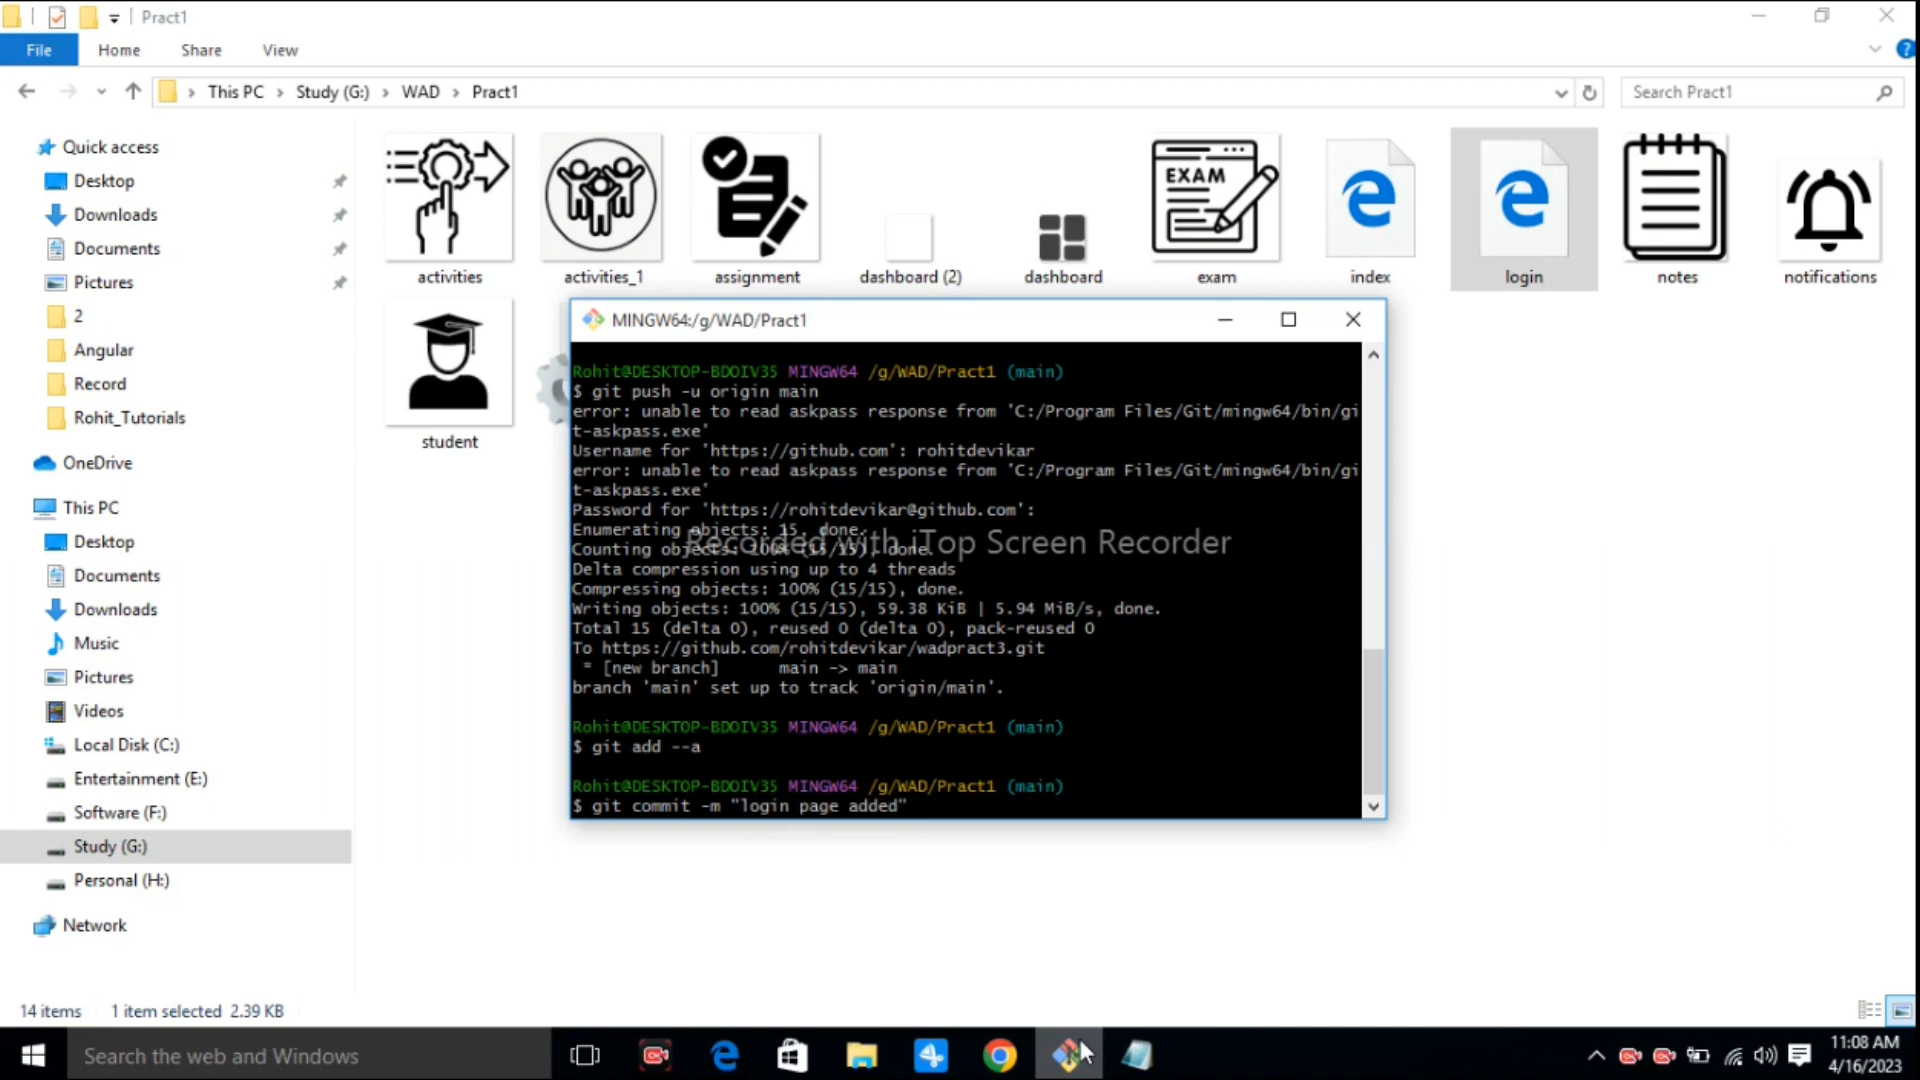 Pract1
File Home Share View
This PC > Study (G:) > WAD > Pract1
Search Pract1
Quick access
Desktop
Downloads
Documents
Pictures
2
Angular
Record
Rohit_Tutorials
OneDrive
This PC
Desktop
Documents
Downloads
Music
Pictures
Videos
Local Disk (C:)
Entertainment (E:)
Software (F:)
Study (G:)
Personal (H:)
Network
EXAM
activities activities_1 assignment dashboard (2) dashboard exam index login notes notifications
student
MINGW64:/g/WAD/Pract1
Rohit@DESKTOP-BDOIV35 MINGW64 /g/WAD/Pract1 (main)
$ git push -u origin main
error: unable to read askpass response from 'C:/Program Files/Git/mingw64/bin/gi
t-askpass.exe'
Username for 'https://github.com': rohitdevikar
error: unable to read askpass response from 'C:/Program Files/Git/mingw64/bin/gi
t-askpass.exe'
Password for 'https://rohitdevikar@github.com':
Enumerating objects: 15, done.
Counting objects: 100% (15/15), done.
Delta compression using up to 4 threads
Compressing objects: 100% (15/15), done.
Writing objects: 100% (15/15), 59.38 KiB | 5.94 MiB/s, done.
Total 15 (delta 0), reused 0 (delta 0), pack-reused 0
To https://github.com/rohitdevikar/wadpract3.git
* [new branch] main -> main
branch 'main' set up to track 'origin/main'.
Rohit@DESKTOP-BDOIV35 MINGW64 /g/WAD/Pract1 (main)
$ git add --a
Rohit@DESKTOP-BDOIV35 MINGW64 /g/WAD/Pract1 (main)
$ git commit -m "login page added"
Recorded with iTop Screen Recorder
14 items 1 item selected 2.39 KB
Search the web and Windows
11:08 AM
4/16/2023